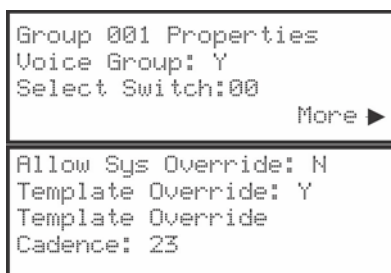 Group 001 Properties
Voice Group: Y
Select Switch:00
More ▶
Allow Sys Override: N
Template Override: Y
Template Override
Cadence: 23